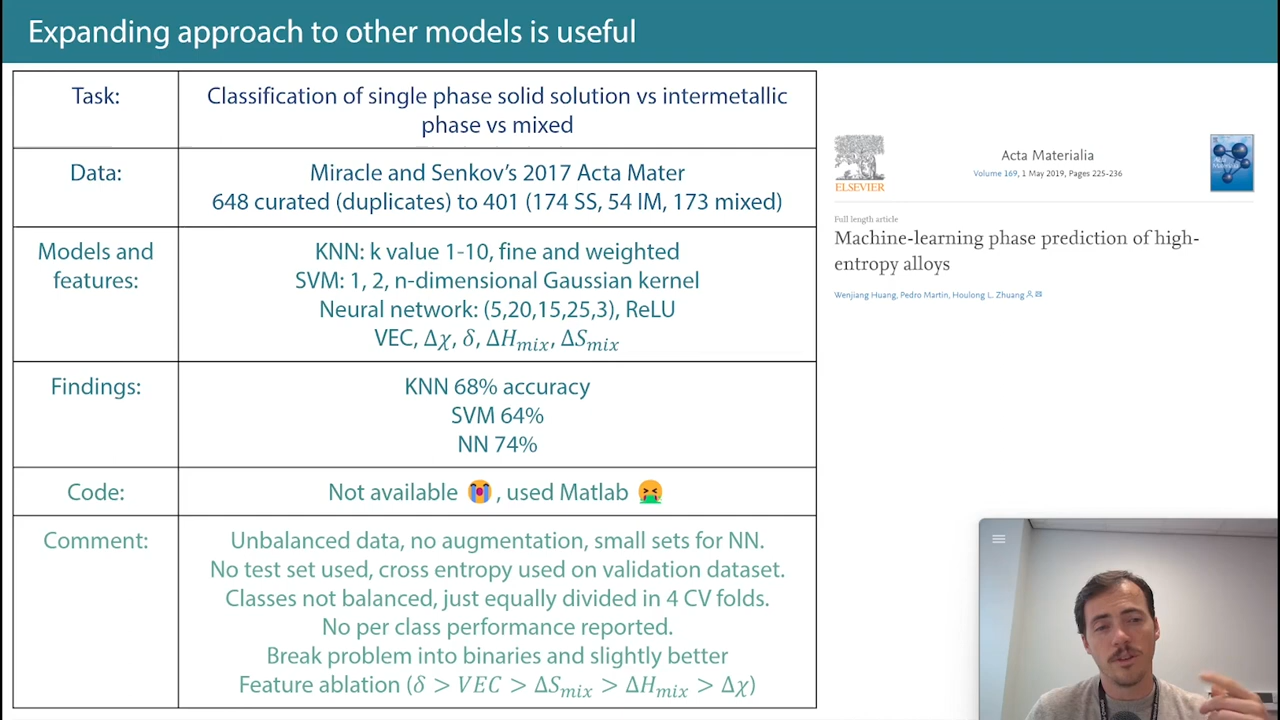 Expanding approach to other models is useful
Task:
Classification of single phase solid solution vs intermetallic
phase vs mixed
Data:
Miracle and Senkov's 2017 Acta Mater
648 curated (duplicates) to 401 (174 SS, 54 IM, 173 mixed)
Models and
features:
KNN: k value 1-10, fine and weighted
SVM: 1, 2, n-dimensional Gaussian kernel
Neural network: (5,20,15,25,3), ReLU
VEC, Δχ, δ, ΔH_mix, ΔS_mix
Findings:
KNN 68% accuracy
SVM 64%
NN 74%
Code:
Not available 😭, used Matlab 🤮
Comment:
Unbalanced data, no augmentation, small sets for NN.
No test set used, cross entropy used on validation dataset.
Classes not balanced, just equally divided in 4 CV folds.
No per class performance reported.
Break problem into binaries and slightly better
Feature ablation (δ > VEC > ΔS_mix > ΔH_mix > Δχ)
ELSEVIER
Acta Materialia
Volume 169, 1 May 2019, Pages 225-236
Full length article
Machine-learning phase prediction of high-
entropy alloys
Wenjiang Huang, Pedro Martin, Houlong L. Zhuang